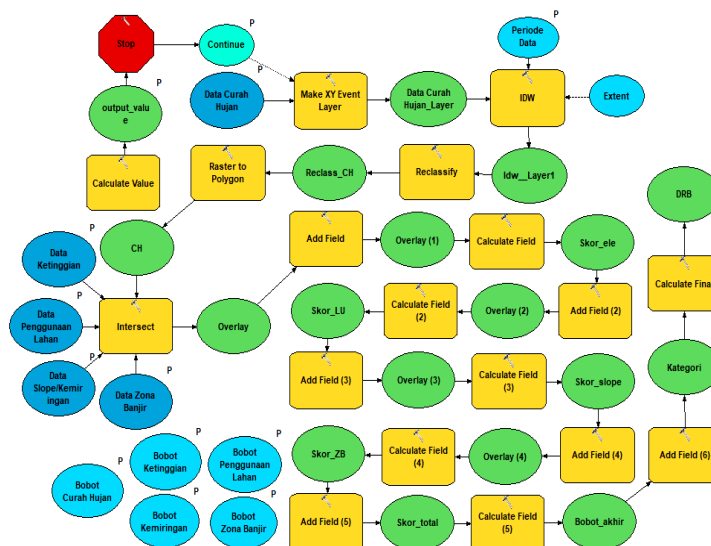 P
Stop
Continue
P
Periode
Data
P
P
output_valu
e
Data Curah
Hujan
Make XY Event
Layer
Data Curah
Hujan_Layer
IDW
Extent
Calculate Value
Raster to
Polygon
Reclass_CH
Reclassify
Idw__Layer1
DRB
P
Data
Ketinggian
CH
Add Field
Overlay (1)
Calculate Field
Skor_ele
Calculate Final
P
Data
Penggunaan
Lahan
Intersect
Overlay
Skor_LU
Calculate Field
(2)
Overlay (2)
Add Field (2)
P
Data
Slope/Kemir
ingan
P
Data Zona
Banjir
Add Field (3)
Overlay (3)
Calculate Field
(3)
Skor_slope
Kategori
P
Bobot
Curah Hujan
P
Bobot
Ketinggian
P
Bobot
Penggunaan
Lahan
Skor_ZB
Calculate Field
(4)
Overlay (4)
Add Field (4)
Add Field (6)
P
Bobot
Kemiringan
P
Bobot
Zona Banjir
Add Field (5)
Skor_total
Calculate Field
(5)
Bobot_akhir